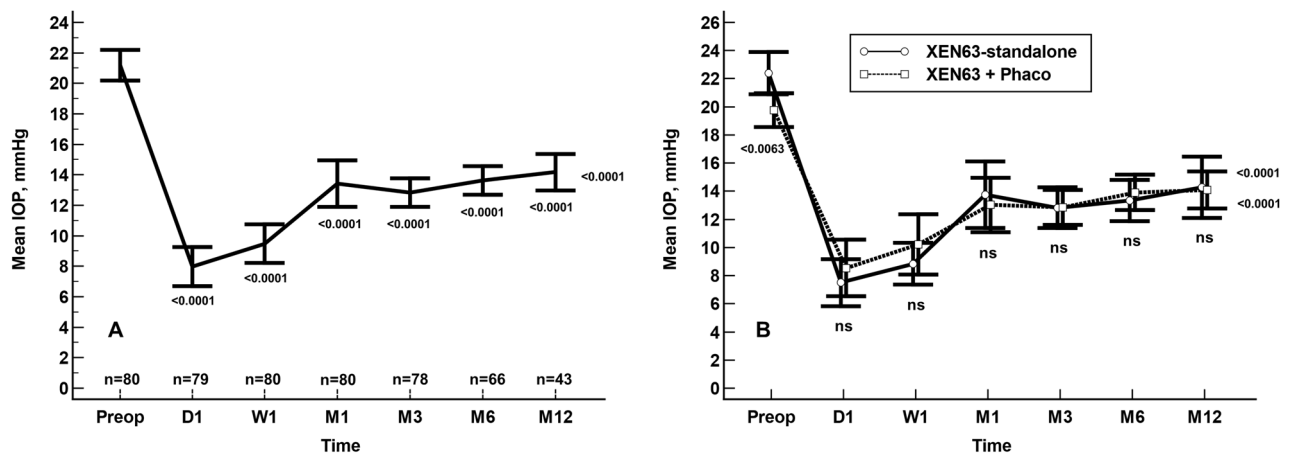 24
22
20
18
16
14
12
10
8
6
4
2
0
Mean IOP, mmHg
<0.0001
<0.0001
<0.0001
<0.0001
<0.0001
<0.0001
A
n=80 n=79 n=80 n=80 n=78 n=66 n=43
Preop D1 W1 M1 M3 M6 M12
Time
26
24
22
20
18
16
14
12
10
8
6
4
2
0
Mean IOP, mmHg
XEN63-standalone
XEN63 + Phaco
<0.0063
<0.0001
<0.0001
ns
ns
ns
ns
ns
ns
B
Preop D1 W1 M1 M3 M6 M12
Time